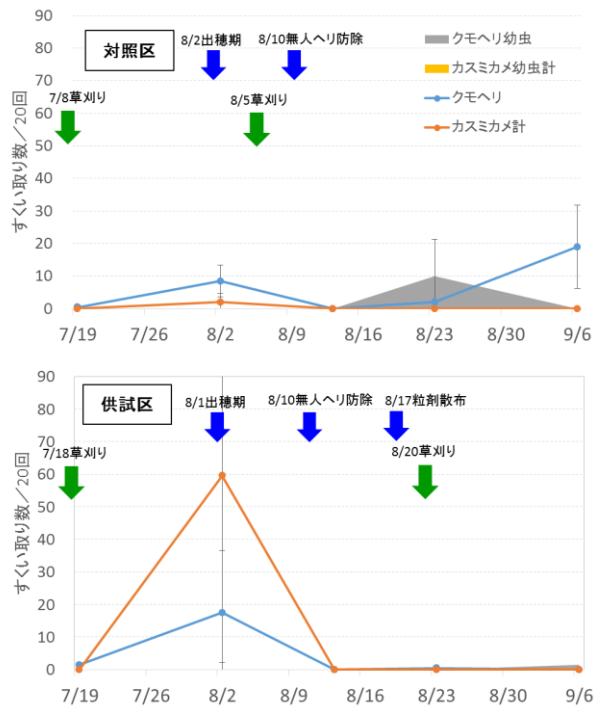 90
80
70
60
50
40
30
20
10
0
すくい取り数／20回
対照区
8/2出穂期
8/10無人ヘリ防除
7/8草刈り
8/5草刈り
クモヘリ幼虫
カスミカメ幼虫計
クモヘリ
カスミカメ計
7/19 7/26 8/2 8/9 8/16 8/23 8/30 9/6
90
80
70
60
50
40
30
20
10
0
すくい取り数／20回
供試区
8/1出穂期
8/10無人ヘリ防除
8/17粒剤散布
7/18草刈り
8/20草刈り
7/19 7/26 8/2 8/9 8/16 8/23 8/30 9/6